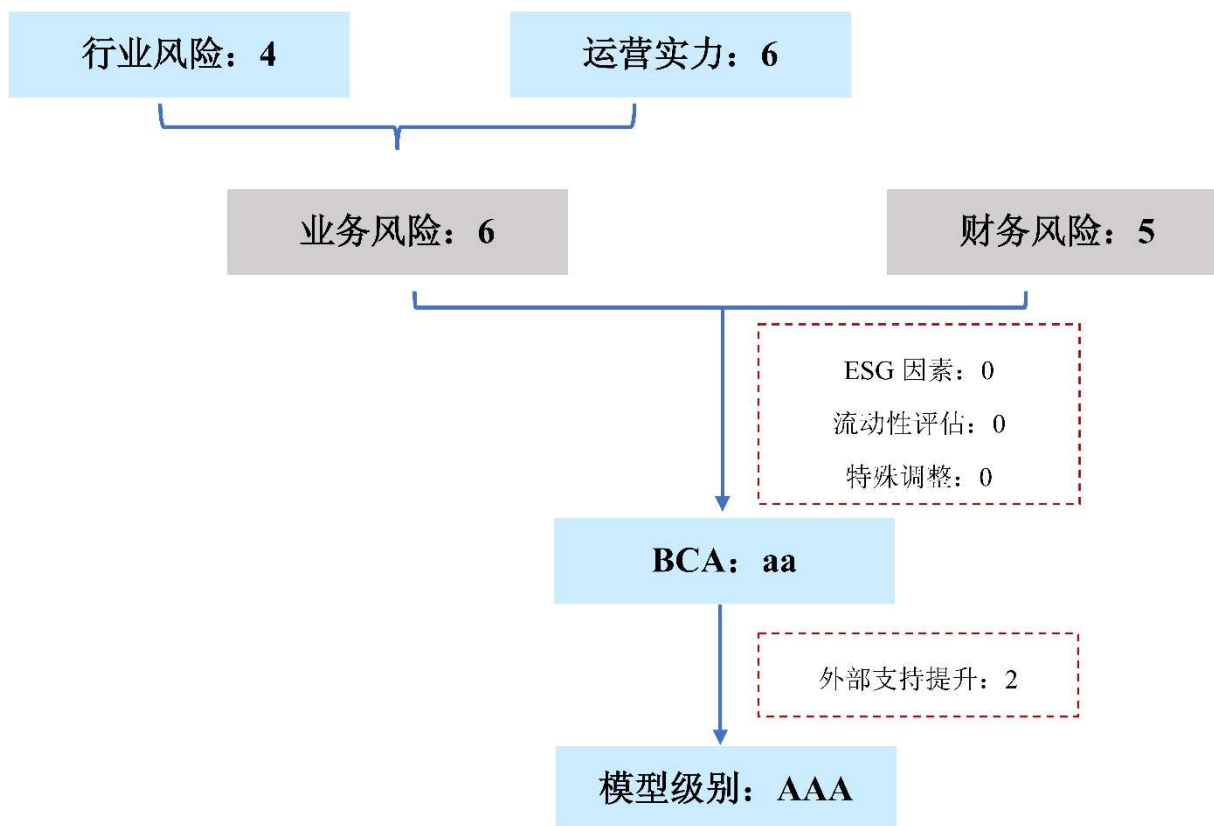 行业风险：4
运营实力：6
业务风险：6
财务风险：5
ESG 因素：0
流动性评估：0
特殊调整：0
BCA：aa
外部支持提升：2
模型级别：AAA